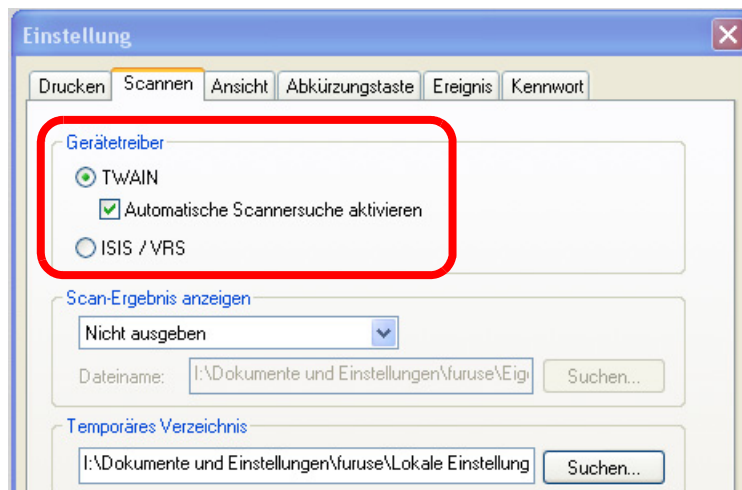 Einstellung
Drucken Scannen Ansicht Abkürzungstaste Ereignis Kennwort
Gerätetreiber
TWAIN
Automatische Scannersuche aktivieren
ISIS / VRS
Scan-Ergebnis anzeigen
Nicht ausgeben
Dateiname: I:\Dokumente und Einstellungen\furuse\Eig Suchen...
Temporäres Verzeichnis
I:\Dokumente und Einstellungen\furuse\Lokale Einstellung Suchen...